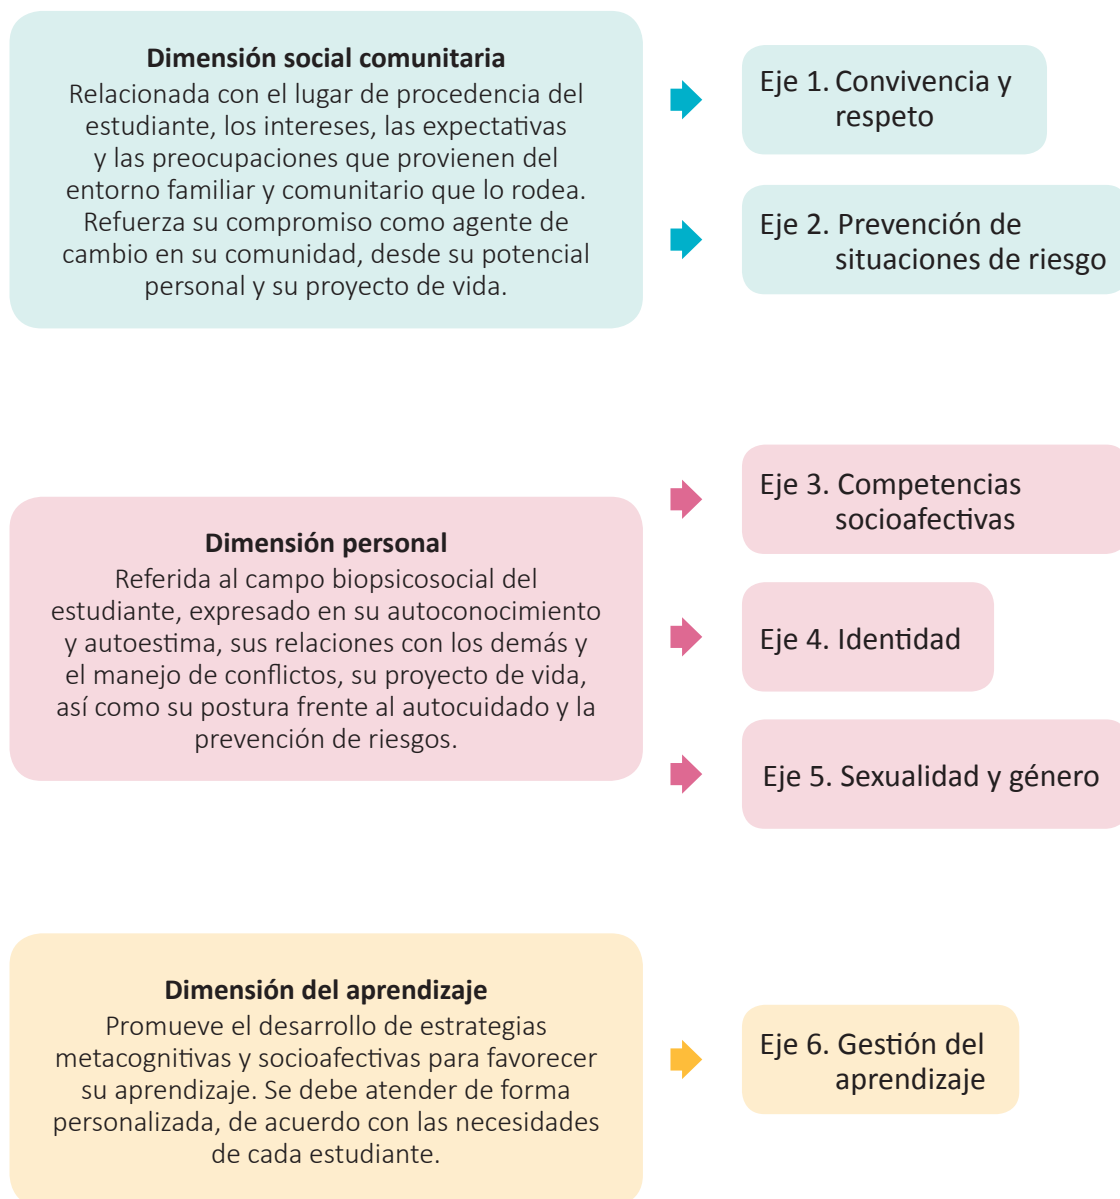 Dimensión social comunitaria
Relacionada con el lugar de procedencia del
estudiante, los intereses, las expectativas
y las preocupaciones que provienen del
entorno familiar y comunitario que lo rodea.
Refuerza su compromiso como agente de
cambio en su comunidad, desde su potencial
personal y su proyecto de vida.
Eje 1. Convivencia y
respeto
Eje 2. Prevención de
situaciones de riesgo
Dimensión personal
Referida al campo biopsicosocial del
estudiante, expresado en su autoconocimiento
y autoestima, sus relaciones con los demás y
el manejo de conflictos, su proyecto de vida,
así como su postura frente al autocuidado y la
prevención de riesgos.
Eje 3. Competencias
socioafectivas
Eje 4. Identidad
Eje 5. Sexualidad y género
Dimensión del aprendizaje
Promueve el desarrollo de estrategias
metacognitivas y socioafectivas para favorecer
su aprendizaje. Se debe atender de forma
personalizada, de acuerdo con las necesidades
de cada estudiante.
Eje 6. Gestión del
aprendizaje